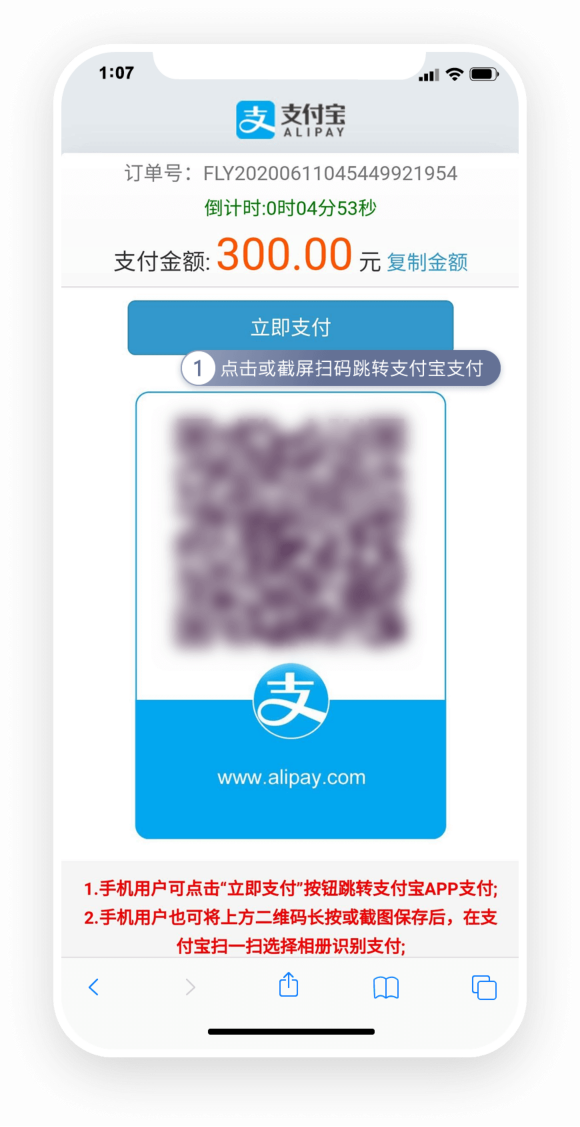 1:07
支 支付宝
ALIPAY
订单号：FLY20200611045449921954
倒计时:0时04分53秒
支付金额: 300.00 元 复制金额
立即支付
1 点击或截屏扫码跳转支付宝支付
支
www.alipay.com
1.手机用户可点击“立即支付”按钮跳转支付宝APP支付;
2.手机用户也可将上方二维码长按或截图保存后，在支
付宝扫一扫选择相册识别支付;